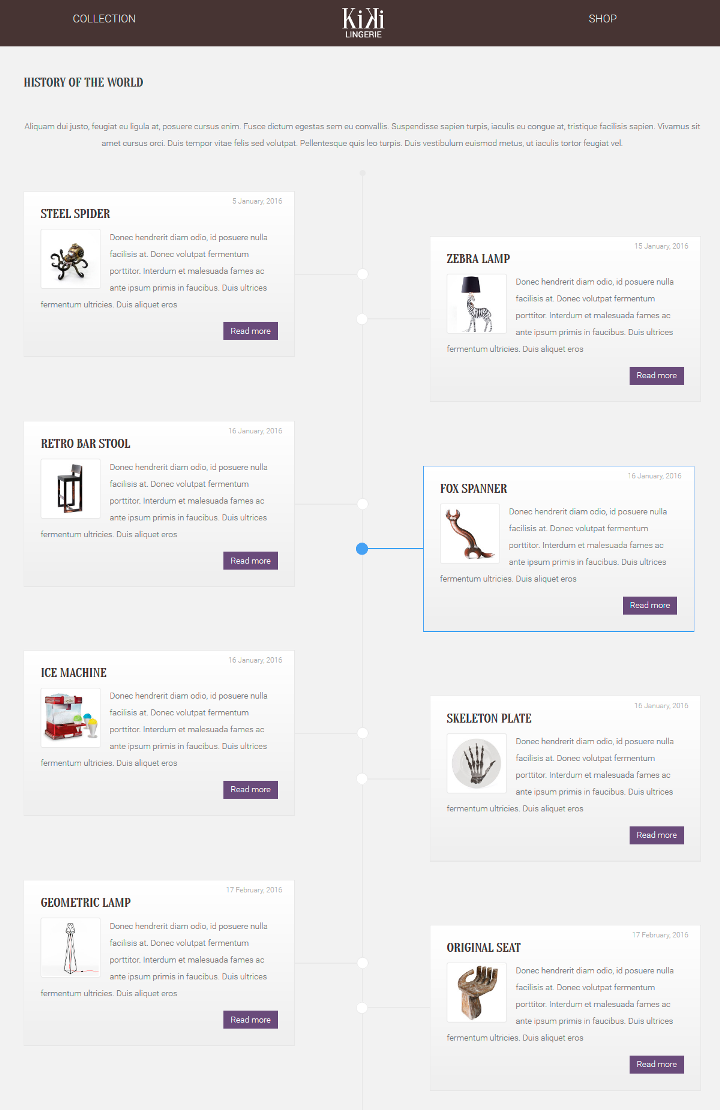 COLLECTION
KiKi
LINGERIE
SHOP
HISTORY OF THE WORLD
Aliquam dui justo, feugiat eu ligula at, posuere cursus enim. Fusce dictum egestas sem eu convallis. Suspendisse sapien turpis, iaculis eu congue at, tristique facilisis sapien. Vivamus sit
amet cursus orci. Duis tempor vitae felis sed volutpat. Pellentesque quis leo turpis. Duis vestibulum euismod metus, ut iaculis tortor feugiat vel.
5 January, 2016
STEEL SPIDER
Donec hendrerit diam odio, id posuere nulla
facilisis at. Donec volutpat fermentum
porttitor. Interdum et malesuada fames ac
ante ipsum primis in faucibus. Duis ultrices
fermentum ultricies. Duis aliquet eros
Read more
15 January, 2016
ZEBRA LAMP
Donec hendrerit diam odio, id posuere nulla
facilisis at. Donec volutpat fermentum
porttitor. Interdum et malesuada fames ac
ante ipsum primis in faucibus. Duis ultrices
fermentum ultricies. Duis aliquet eros
Read more
16 January, 2016
RETRO BAR STOOL
Donec hendrerit diam odio, id posuere nulla
facilisis at. Donec volutpat fermentum
porttitor. Interdum et malesuada fames ac
ante ipsum primis in faucibus. Duis ultrices
fermentum ultricies. Duis aliquet eros
Read more
16 January, 2016
FOX SPANNER
Donec hendrerit diam odio, id posuere nulla
facilisis at. Donec volutpat fermentum
porttitor. Interdum et malesuada fames ac
ante ipsum primis in faucibus. Duis ultrices
fermentum ultricies. Duis aliquet eros
Read more
16 January, 2016
ICE MACHINE
Donec hendrerit diam odio, id posuere nulla
facilisis at. Donec volutpat fermentum
porttitor. Interdum et malesuada fames ac
ante ipsum primis in faucibus. Duis ultrices
fermentum ultricies. Duis aliquet eros
Read more
16 January, 2016
SKELETON PLATE
Donec hendrerit diam odio, id posuere nulla
facilisis at. Donec volutpat fermentum
porttitor. Interdum et malesuada fames ac
ante ipsum primis in faucibus. Duis ultrices
fermentum ultricies. Duis aliquet eros
Read more
17 February, 2016
GEOMETRIC LAMP
Donec hendrerit diam odio, id posuere nulla
facilisis at. Donec volutpat fermentum
porttitor. Interdum et malesuada fames ac
ante ipsum primis in faucibus. Duis ultrices
fermentum ultricies. Duis aliquet eros
Read more
17 February, 2016
ORIGINAL SEAT
Donec hendrerit diam odio, id posuere nulla
facilisis at. Donec volutpat fermentum
porttitor. Interdum et malesuada fames ac
ante ipsum primis in faucibus. Duis ultrices
fermentum ultricies. Duis aliquet eros
Read more